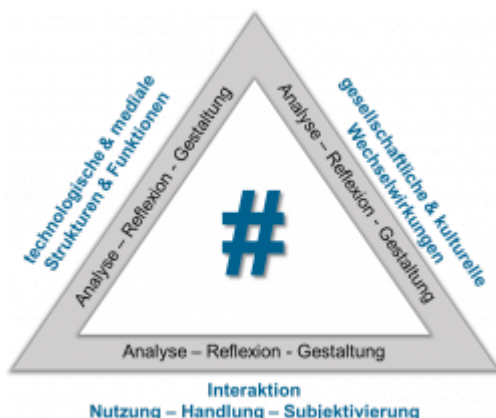 technologische & mediale
Strukturen & Funktionen
Analyse – Reflexion - Gestaltung
gesellschaftliche & kulturelle
Wechselwirkungen
Analyse – Reflexion - Gestaltung
#
Analyse – Reflexion - Gestaltung
Interaktion
Nutzung – Handlung – Subjektivierung